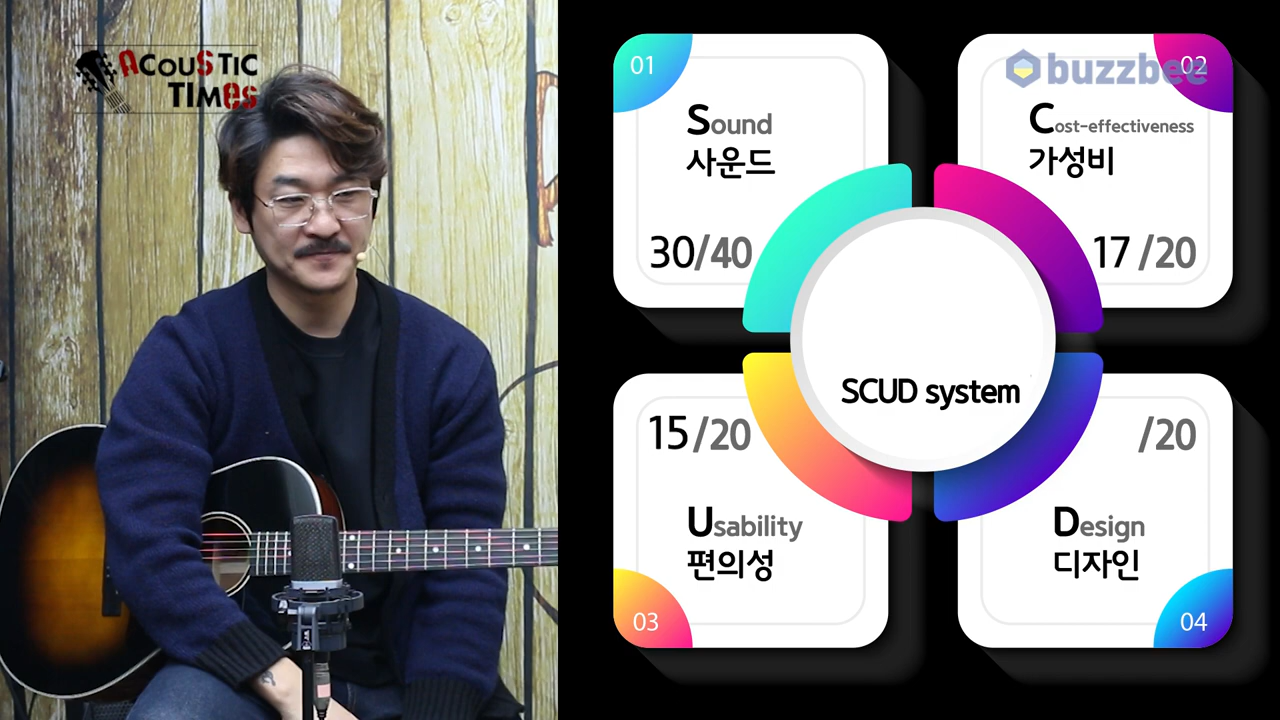 ACOUSTIC
TIMES
01
Sound
사운드
30/40
buzzbee
02
Cost-effectiveness
가성비
17 /20
SCUD system
15 /20
Usability
편의성
03
/20
Design
디자인
04